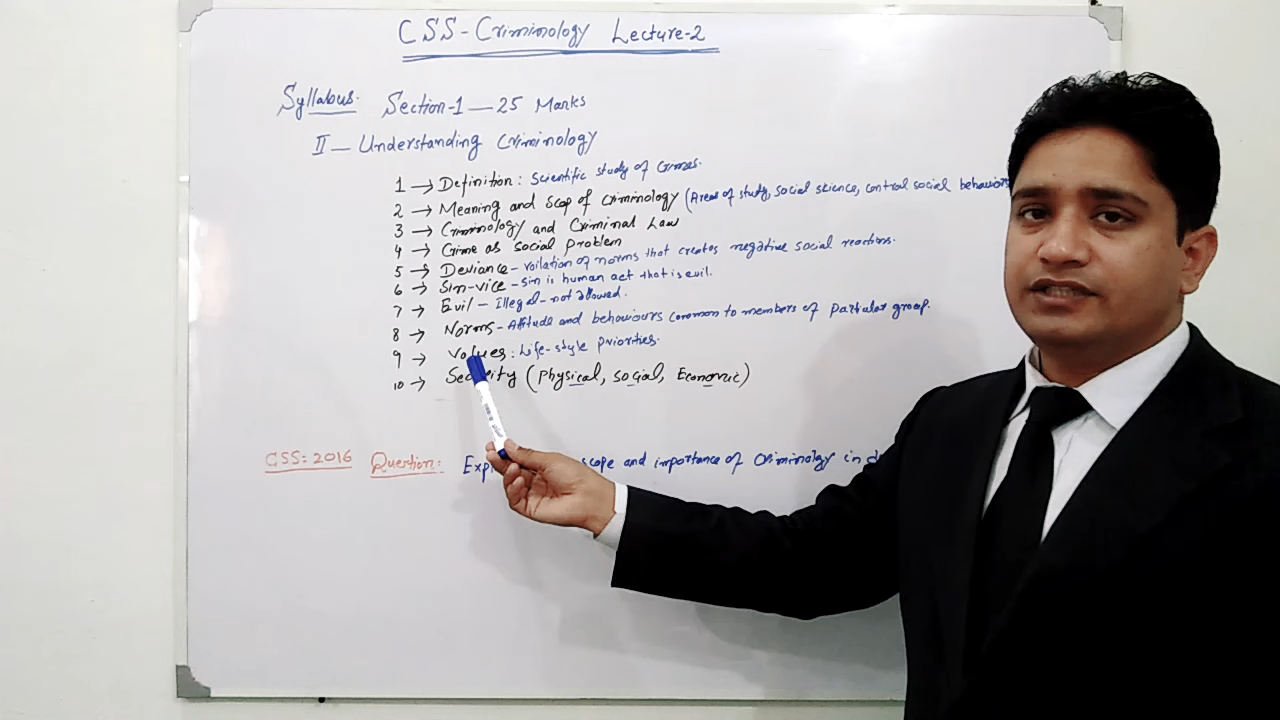 CSS-Criminology Lecture-2
Syllabus. Section-1 — 25 Marks
II — Understanding Criminology
1 → Definition: Scientific study of Crimes.
2 → Meaning and Scop of Criminology (Areas of study, social science, control social behaviours
3 → Criminology and Criminal Law
4 → Crime as social problem
5 → Deviance - voilation of norms that creates negative social reactions.
6 → Sin-vice - sin is human act that is evil.
7 → Evil - Illegal - not allowed.
8 → Norms - Attitude and behaviours common to members of particular group.
9 → Values: Life-style priorities.
10 → (Physical, social, Economic)
CSS: 2016 Question: scope and importance of Criminology in